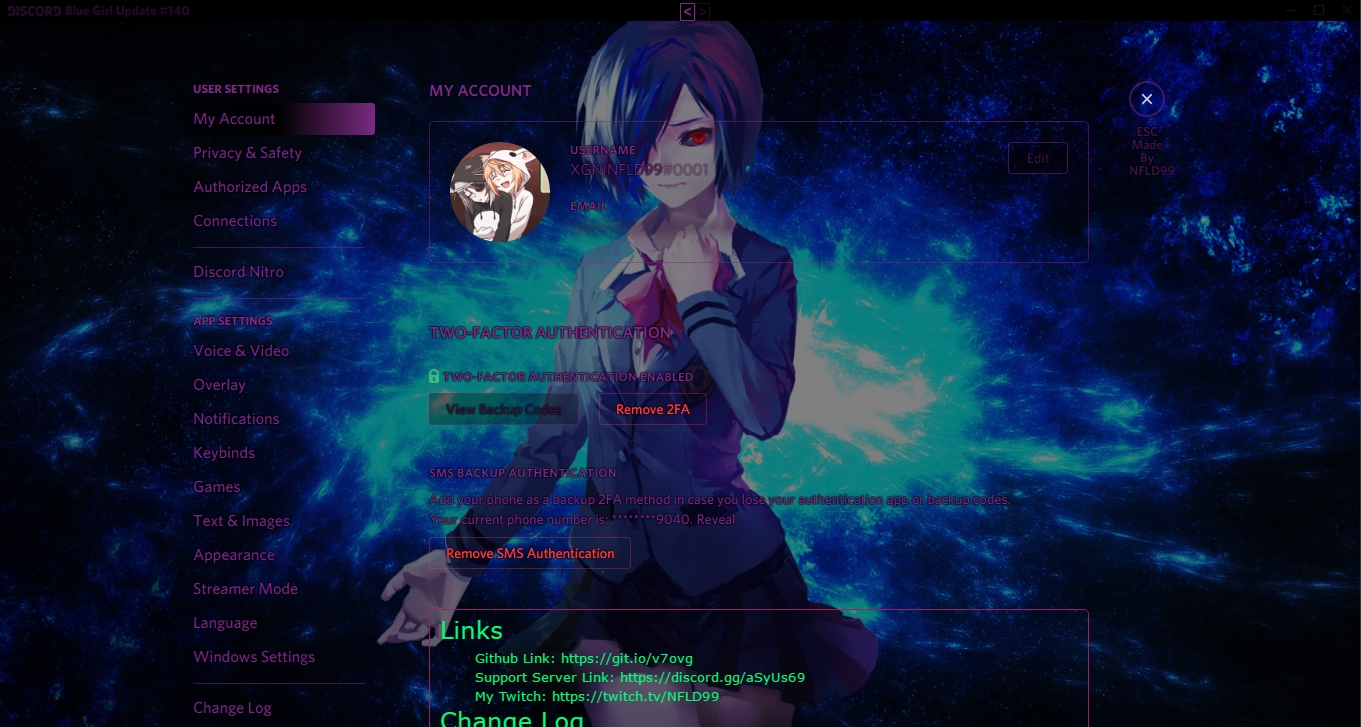 DISCORD Blue Girl Update #140
< >
USER SETTINGS
My Account
Privacy & Safety
Authorized Apps
Connections
Discord Nitro
APP SETTINGS
Voice & Video
Overlay
Notifications
Keybinds
Games
Text & Images
Appearance
Streamer Mode
Language
Windows Settings
Change Log
MY ACCOUNT
USERNAME
XGN|NFLD99#0001
EMAIL
Edit
TWO-FACTOR AUTHENTICATION
TWO-FACTOR AUTHENTICATION ENABLED
View Backup Codes
Remove 2FA
SMS BACKUP AUTHENTICATION
Add your phone as a backup 2FA method in case you lose your authentication app or backup codes.
Your current phone number is: ********9040. Reveal
Remove SMS Authentication
Links
Github Link: https://git.io/v7ovg
Support Server Link: https://discord.gg/aSyUs69
My Twitch: https://twitch.tv/NFLD99
Change Log
ESC
Made
By
NFLD99